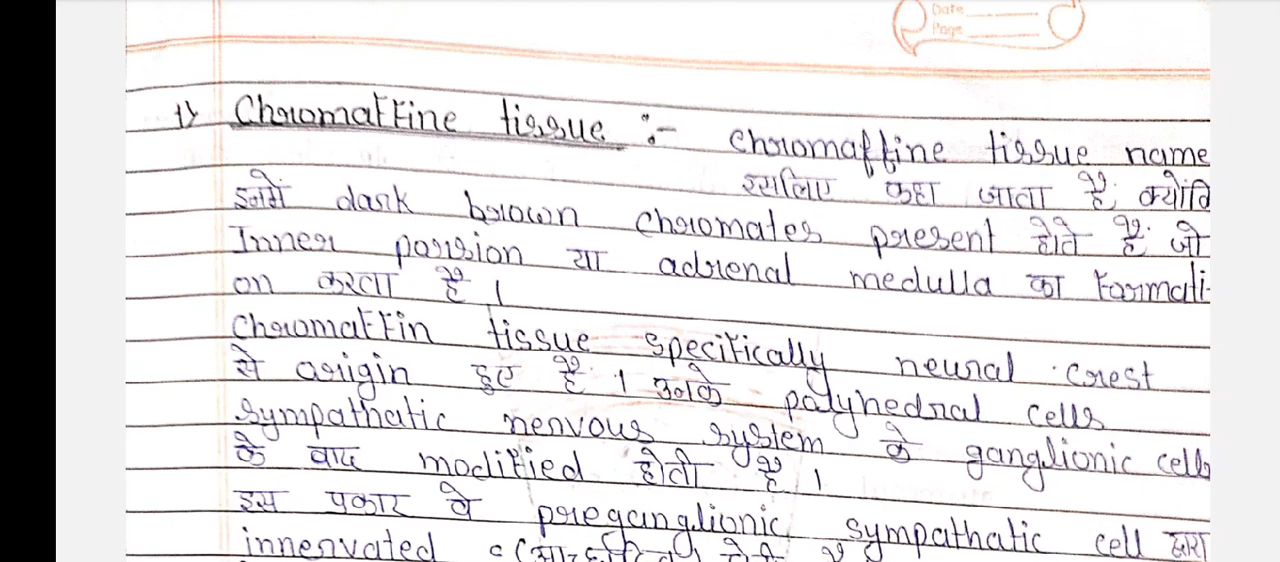 Date
Page
1) Chromaffine tissue :- Chromaffine tissue name
इसलिए कहा जाता है क्योंकि
इनमें dark brown chromates present होते हैं जो
Inner porsion या adrenal medulla का formati-
on करता है ।
Chromaffin tissue specifically neural crest
से origin हुए हैं । उनके polyhedral cells
sympathatic nervous system के ganglionic cells
के बाद modified होती है ।
इस प्रकार वे preganglionic sympathatic cell द्वारा
innervated